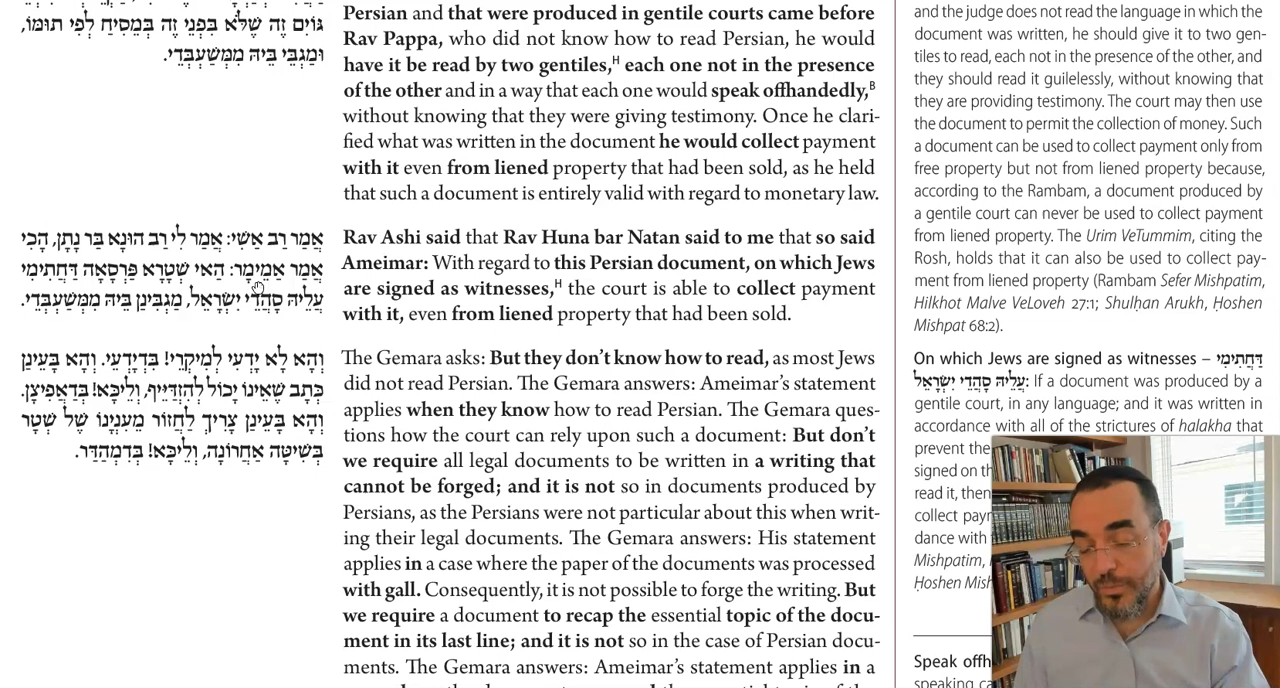 גּוֹיִם זֶה שֶׁלֹּא בִּפְנֵי זֶה בְּמֵסִיחַ לְפִי תוּמּוֹ,
וּמַגְבֵּי בֵּיהּ מִמְּשַׁעְבְּדֵי.
אָמַר רַב אַשִׁי: אֲמַר לִי רַב הוּנָא בַּר נָתָן, הָכִי
אָמַר אַמֵימָר: הַאי שְׁטָרָא פַּרְסָאָה דַּחֲתִימִי
עֲלֵיהּ סָהֲדֵי יִשְׂרָאֵל, מַגְבִּינַן בֵּיהּ מִמְּשַׁעְבְּדֵי.
וְהָא לָא יָדְעִי לְמִיקְרֵי! בִּדְיָדְעִי. וְהָא בָּעֵינַן
כְּתָב שֶׁאֵינוֹ יָכוֹל לְהִזְדַּיֵּיף, וְלֵיכָּא! בִּדְאַפִּיצָן.
וְהָא בָּעֵינַן צָרִיךְ לַחֲזוֹר מֵעִנְיָנוֹ שֶׁל שְׁטָר
בְּשִׁיטָּה אַחֲרוֹנָה, וְלֵיכָּא! בִּדִמְהַדַּר.
Persian and that were produced in gentile courts came before
Rav Pappa, who did not know how to read Persian, he would
have it be read by two gentiles,ᴴ each one not in the presence
of the other and in a way that each one would speak offhandedly,ᴮ
without knowing that they were giving testimony. Once he clari-
fied what was written in the document he would collect payment
with it even from liened property that had been sold, as he held
that such a document is entirely valid with regard to monetary law.
Rav Ashi said that Rav Huna bar Natan said to me that so said
Ameimar: With regard to this Persian document, on which Jews
are signed as witnesses,ᴴ the court is able to collect payment
with it, even from liened property that had been sold.
The Gemara asks: But they don't know how to read, as most Jews
did not read Persian. The Gemara answers: Ameimar's statement
applies when they know how to read Persian. The Gemara ques-
tions how the court can rely upon such a document: But don't
we require all legal documents to be written in a writing that
cannot be forged; and it is not so in documents produced by
Persians, as the Persians were not particular about this when writ-
ing their legal documents. The Gemara answers: His statement
applies in a case where the paper of the documents was processed
with gall. Consequently, it is not possible to forge the writing. But
we require a document to recap the essential topic of the docu-
ment in its last line; and it is not so in the case of Persian docu-
ments. The Gemara answers: Ameimar's statement applies in a
and the judge does not read the language in which the
document was written, he should give it to two gen-
tiles to read, each not in the presence of the other, and
they should read it guilelessly, without knowing that
they are providing testimony. The court may then use
the document to permit the collection of money. Such
a document can be used to collect payment only from
free property but not from liened property because,
according to the Rambam, a document produced by
a gentile court can never be used to collect payment
from liened property. The Urim VeTummim, citing the
Rosh, holds that it can also be used to collect pay-
ment from liened property (Rambam Sefer Mishpatim,
Hilkhot Malve VeLoveh 27:1; Shulḥan Arukh, Ḥoshen
Mishpat 68:2).
On which Jews are signed as witnesses – דַּחֲתִימִי
עֲלֵיהּ סָהֲדֵי יִשְׂרָאֵל: If a document was produced by a
gentile court, in any language; and it was written in
accordance with all of the strictures of halakha that
prevent the
signed on th
read it, then
collect payn
dance with
Mishpatim,
Ḥoshen Mish
Speak offh
speaking ca